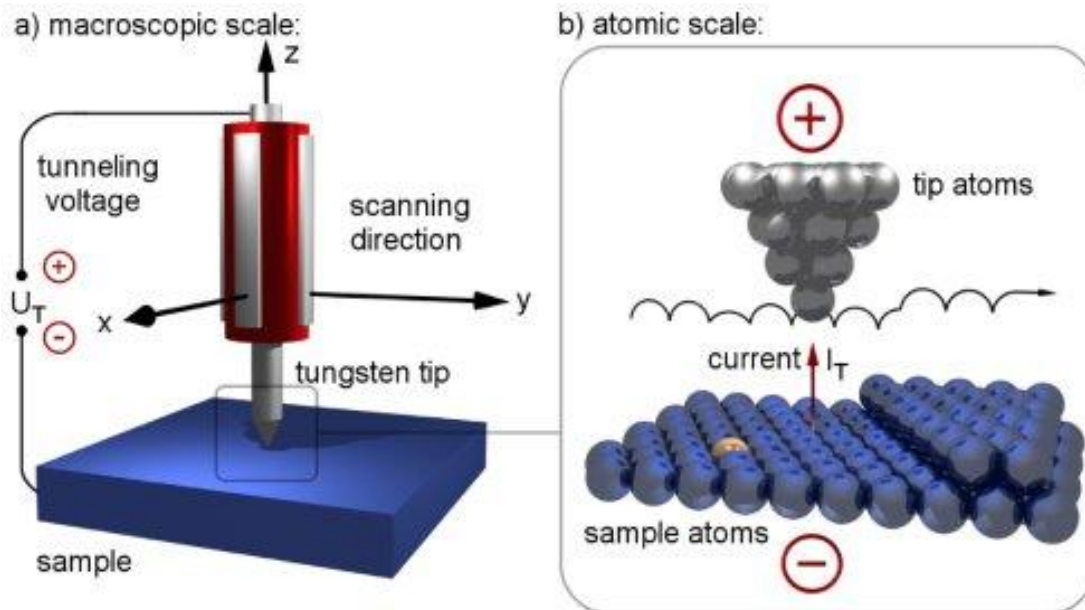 a) macroscopic scale:
z
tunneling
voltage
scanning
direction
+
U_T
−
x
y
tungsten tip
sample
b) atomic scale:
+
tip atoms
current I_T
sample atoms
−